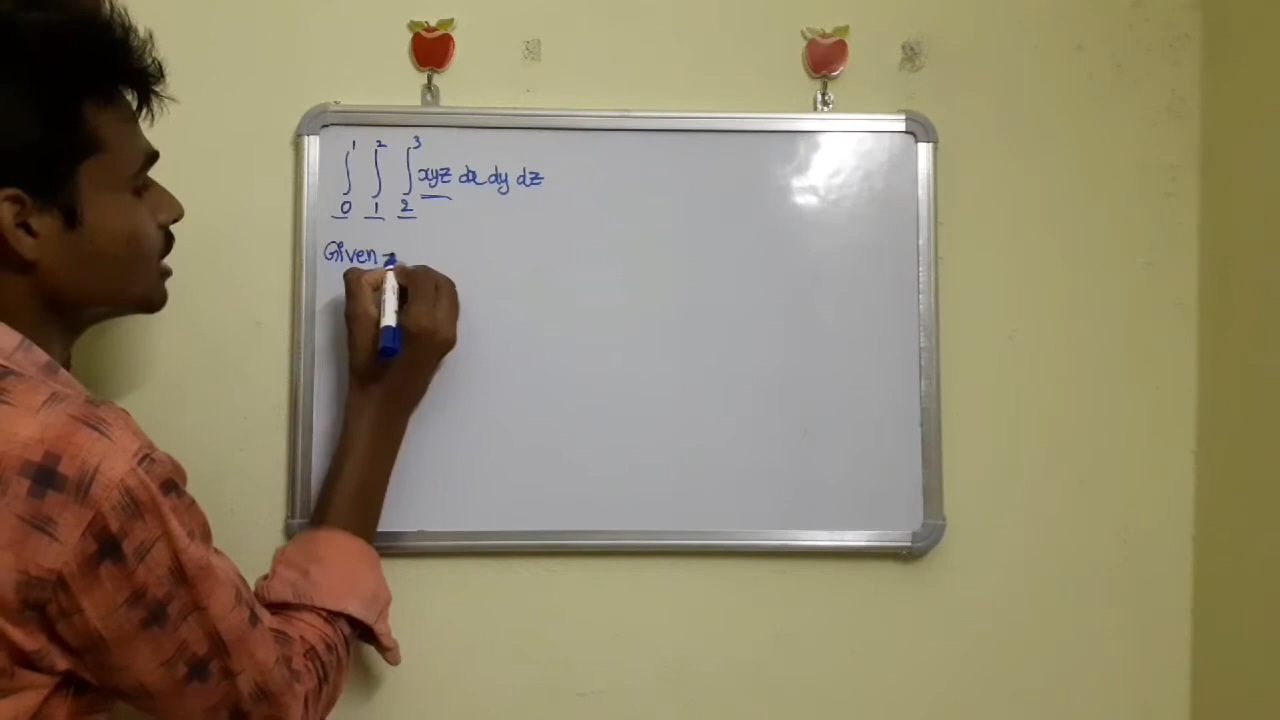 ∫₀¹ ∫₁² ∫₂³ xyz dx dy dz
Given